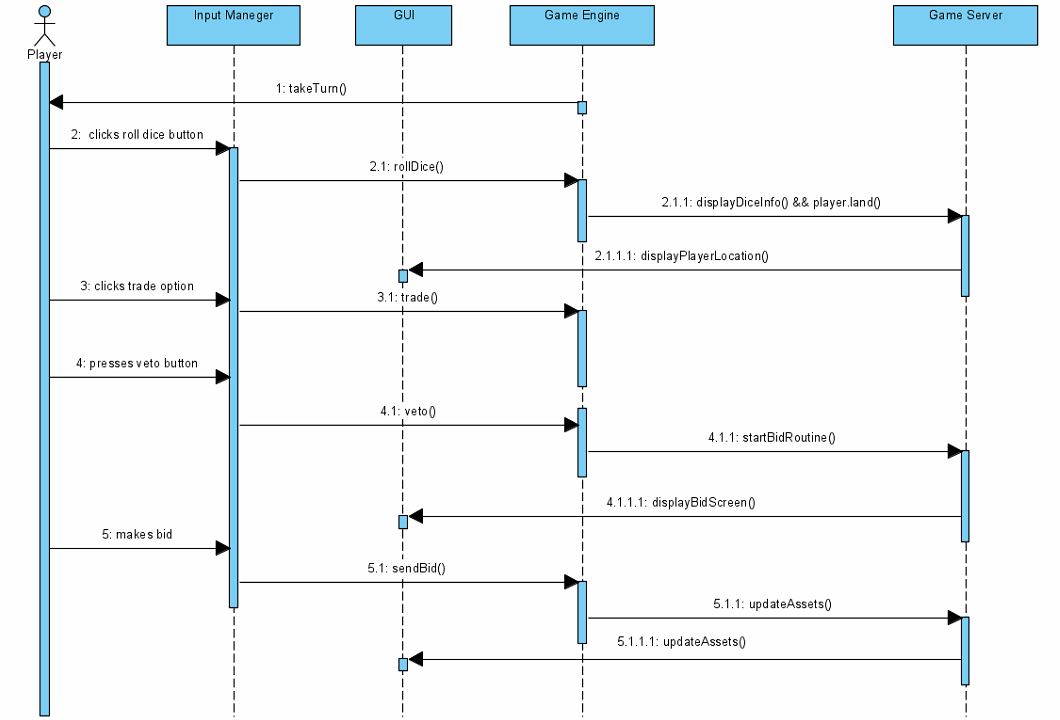 Input Maneger
GUI
Game Engine
Game Server
Player
1: takeTurn()
2:  clicks roll dice button
2.1: rollDice()
2.1.1: displayDiceInfo() && player.land()
2.1.1.1: displayPlayerLocation()
3: clicks trade option
3.1: trade()
4: presses veto button
4.1: veto()
4.1.1: startBidRoutine()
4.1.1.1: displayBidScreen()
5: makes bid
5.1: sendBid()
5.1.1: updateAssets()
5.1.1.1: updateAssets()